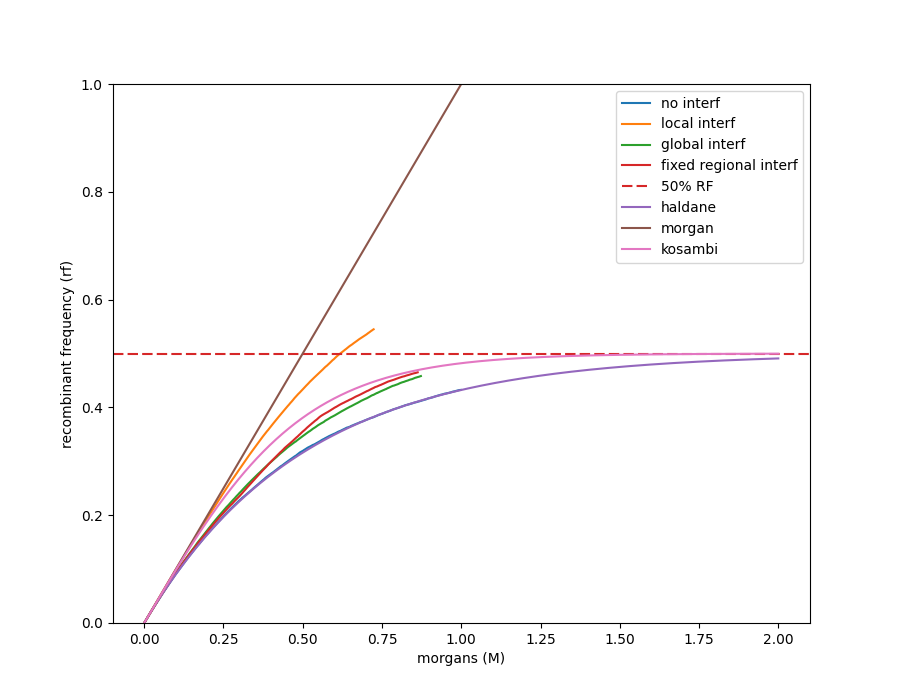 1.0
0.8
0.6
0.4
0.2
0.0
recombinant frequency (rf)
no interf
local interf
global interf
fixed regional interf
50% RF
haldane
morgan
kosambi
0.00 0.25 0.50 0.75 1.00 1.25 1.50 1.75 2.00
morgans (M)